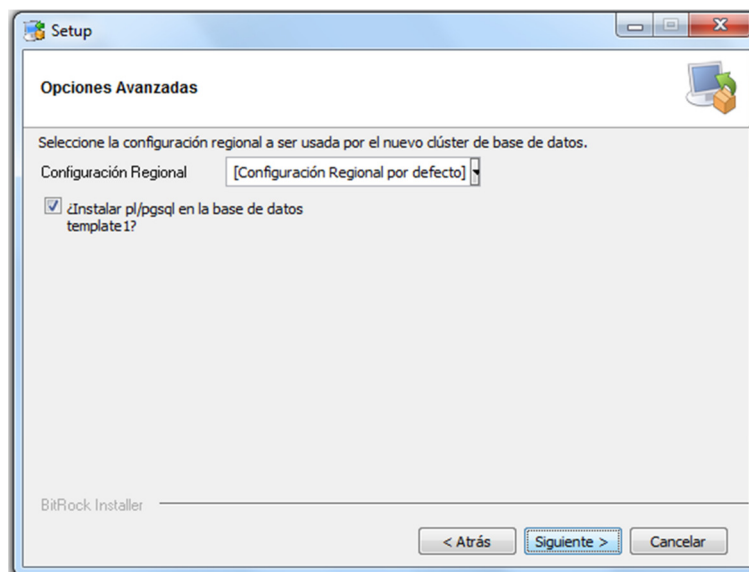 Setup
Opciones Avanzadas
Seleccione la configuración regional a ser usada por el nuevo clúster de base de datos.
Configuración Regional [Configuración Regional por defecto]
¿Instalar pl/pgsql en la base de datos
template1?
BitRock Installer
< Atrás Siguiente > Cancelar